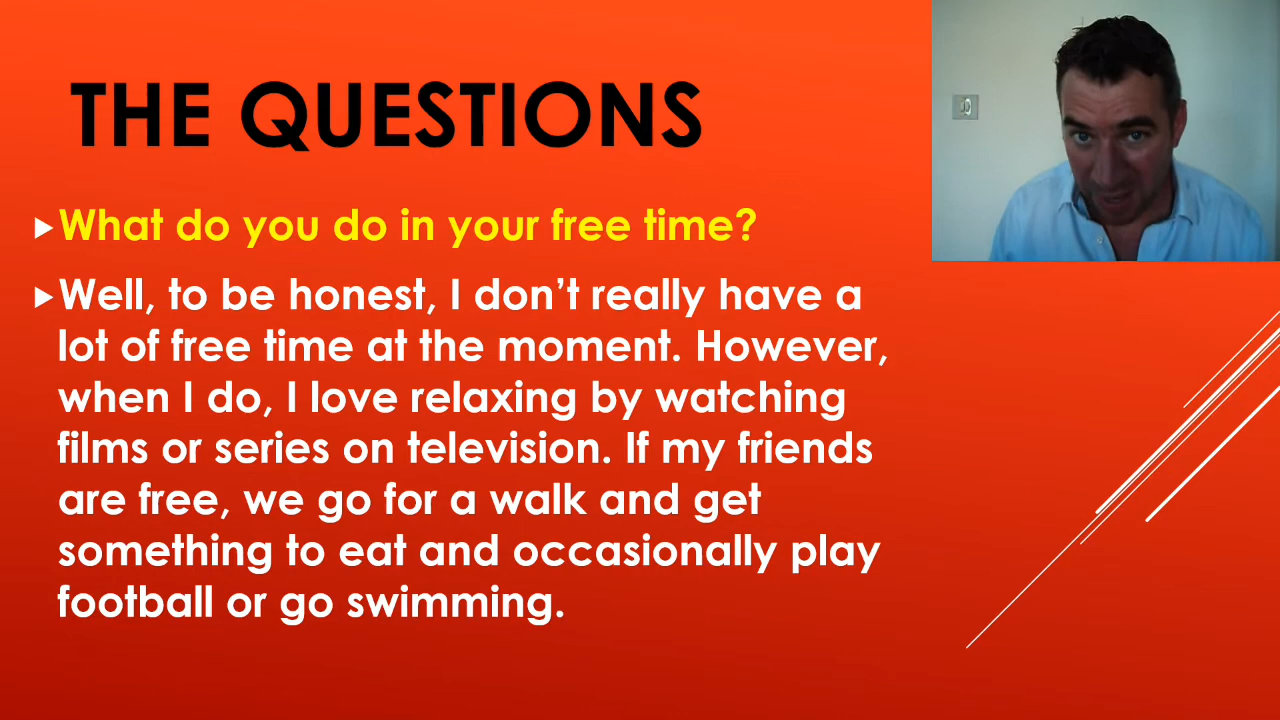 THE QUESTIONS
What do you do in your free time?
Well, to be honest, I don’t really have a
lot of free time at the moment. However,
when I do, I love relaxing by watching
films or series on television. If my friends
are free, we go for a walk and get
something to eat and occasionally play
football or go swimming.